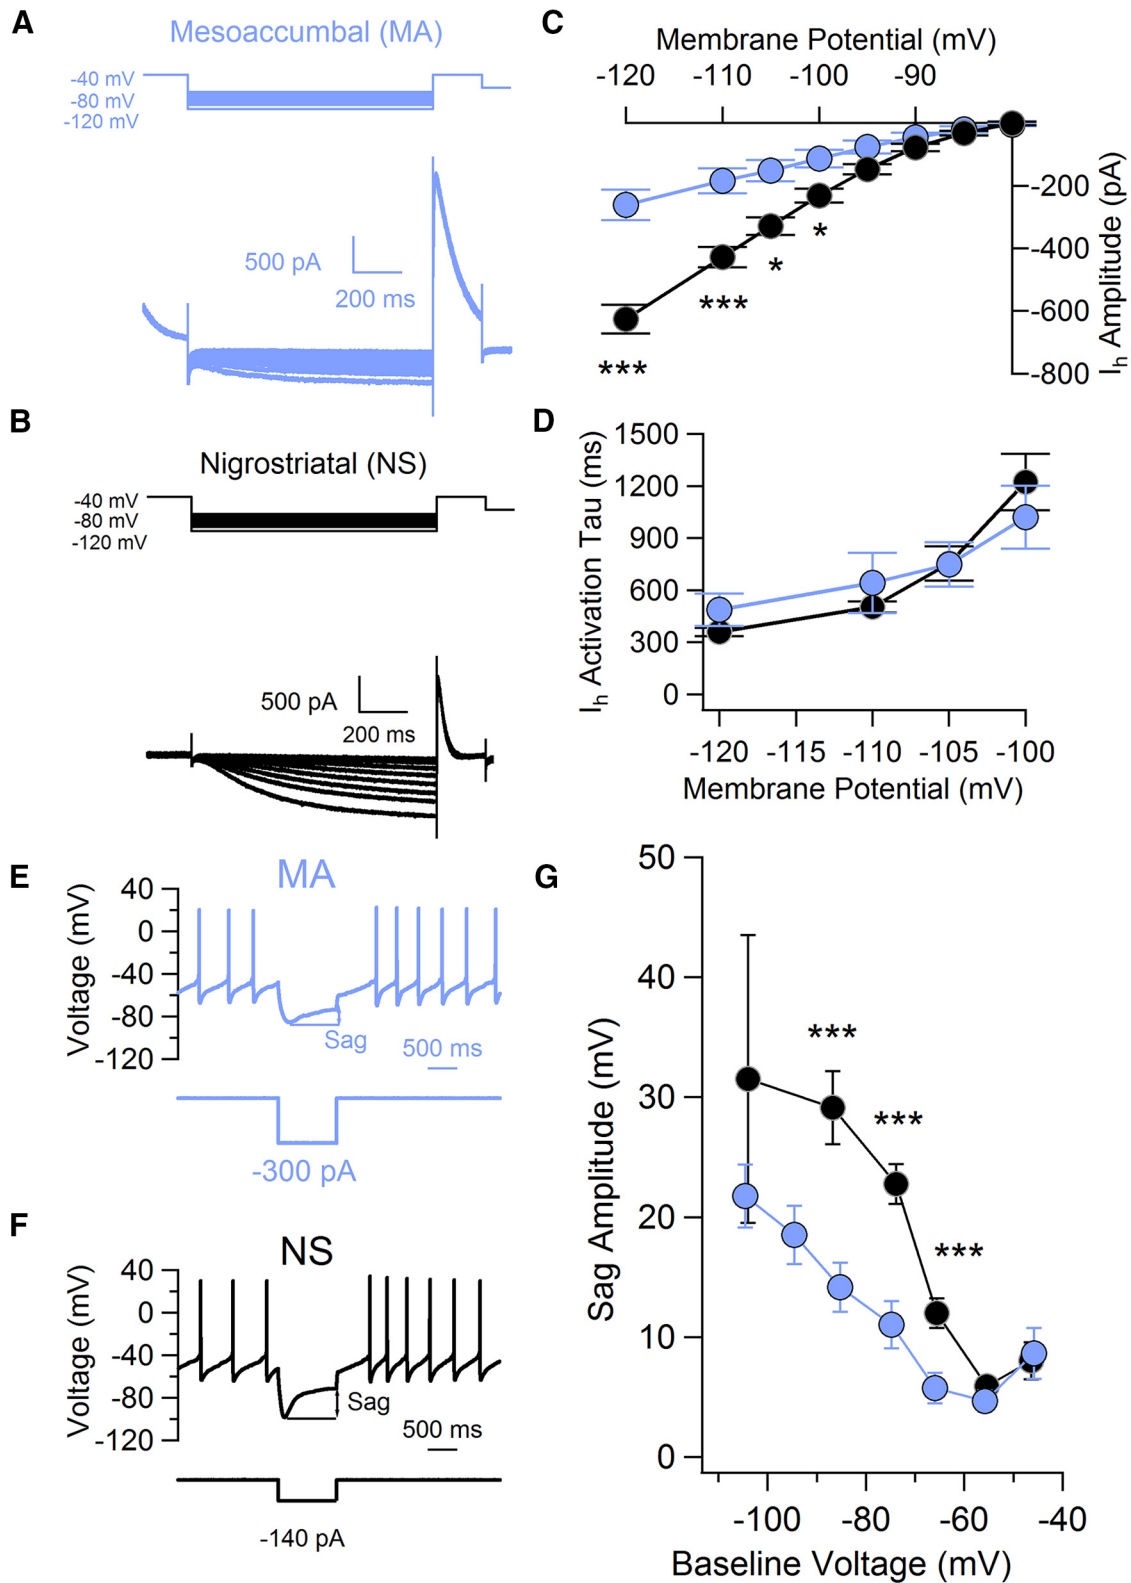 A
Mesoaccumbal (MA)
-40 mV
-80 mV
-120 mV
500 pA
200 ms
B
Nigrostriatal (NS)
-40 mV
-80 mV
-120 mV
500 pA
200 ms
C
Membrane Potential (mV)
-120 -110 -100 -90
-200
-400
-600
-800
Ih Amplitude (pA)
*
*
***
***
D
Ih Activation Tau (ms)
1500
1200
900
600
300
0
-120 -115 -110 -105 -100
Membrane Potential (mV)
E
MA
Voltage (mV)
40
0
-40
-80
-120
Sag
500 ms
-300 pA
F
NS
Voltage (mV)
40
0
-40
-80
-120
Sag
500 ms
-140 pA
G
Sag Amplitude (mV)
50
40
30
20
10
0
***
***
***
-100 -80 -60 -40
Baseline Voltage (mV)